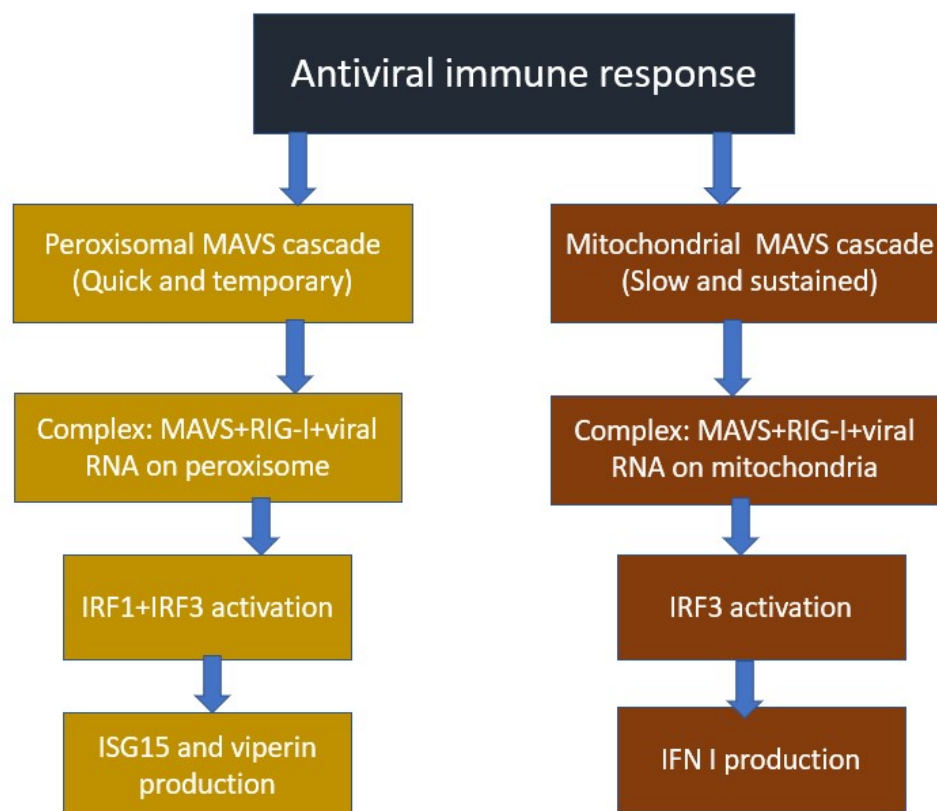 Antiviral immune response
Peroxisomal MAVS cascade
(Quick and temporary)
Mitochondrial MAVS cascade
(Slow and sustained)
Complex: MAVS+RIG-I+viral
RNA on peroxisome
Complex: MAVS+RIG-I+viral
RNA on mitochondria
IRF1+IRF3 activation
IRF3 activation
ISG15 and viperin
production
IFN I production